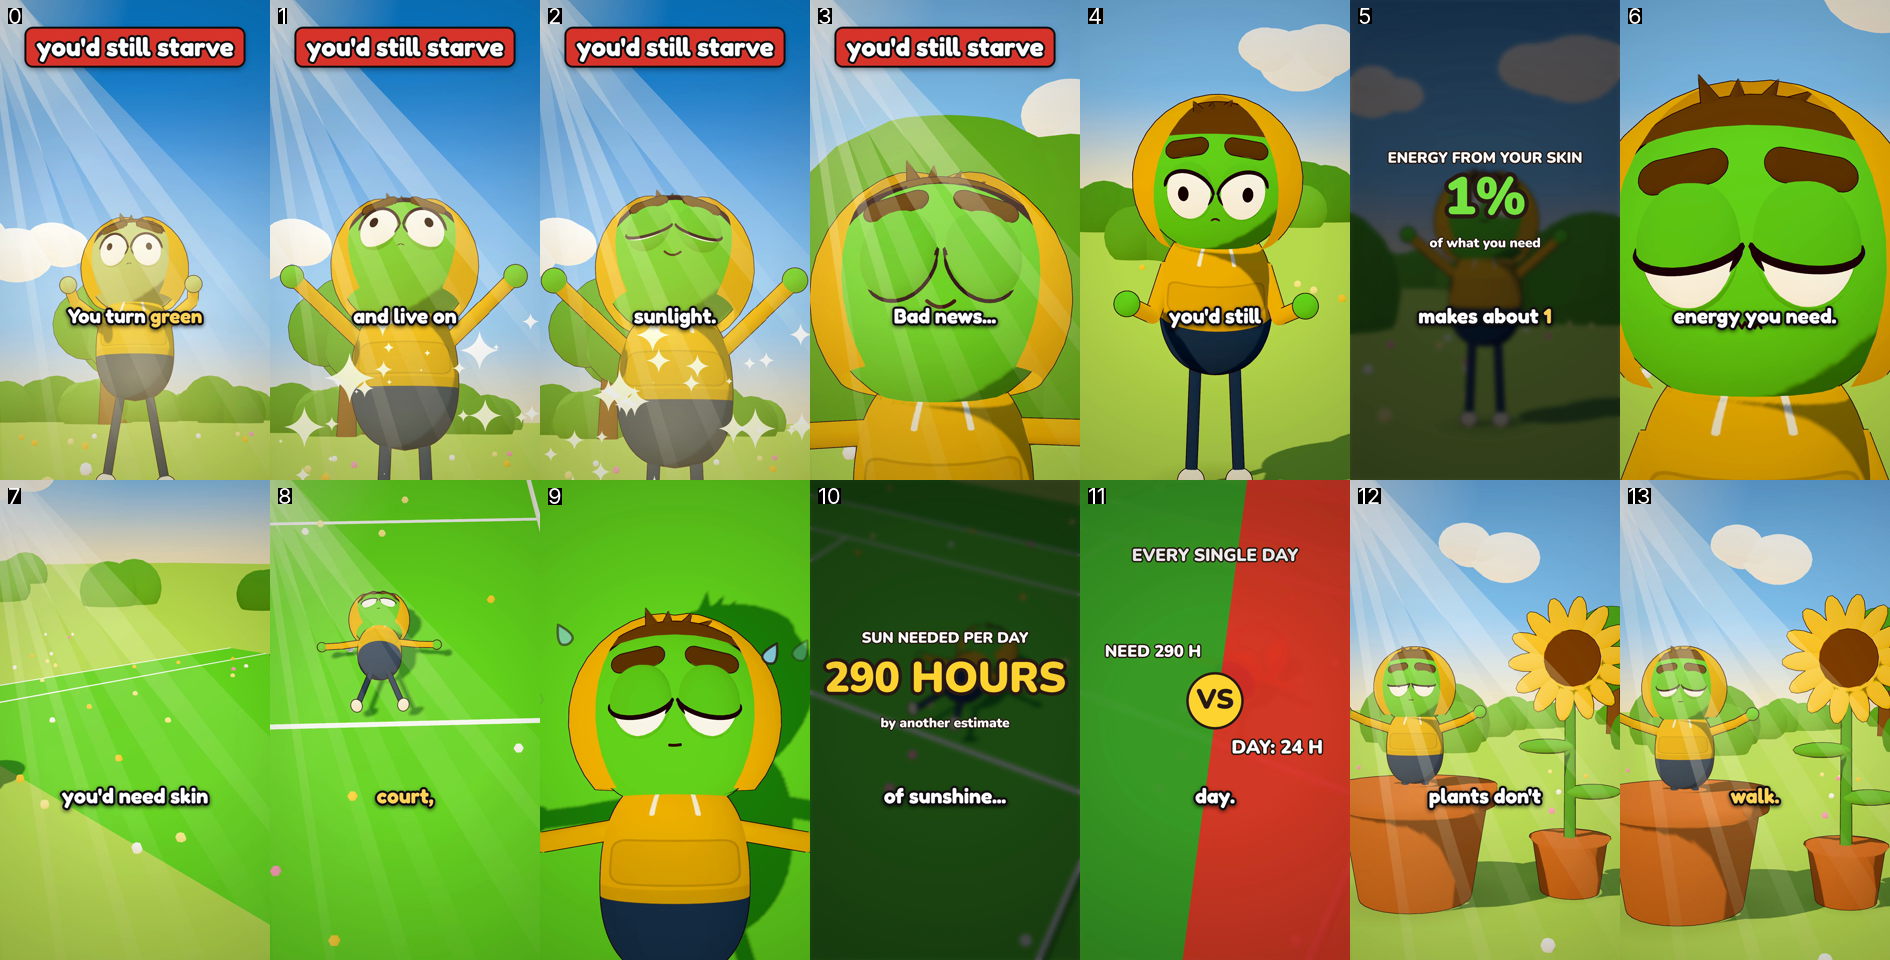 0
you'd still starve
You turn green
1
you'd still starve
and live on
2
you'd still starve
sunlight.
3
you'd still starve
Bad news...
4
you'd still
5
ENERGY FROM YOUR SKIN
1%
of what you need
makes about 1
6
energy you need.
7
you'd need skin
8
court,
9
10
SUN NEEDED PER DAY
290 HOURS
by another estimate
of sunshine...
11
EVERY SINGLE DAY
NEED 290 H
VS
DAY: 24 H
day.
12
plants don't
13
walk.